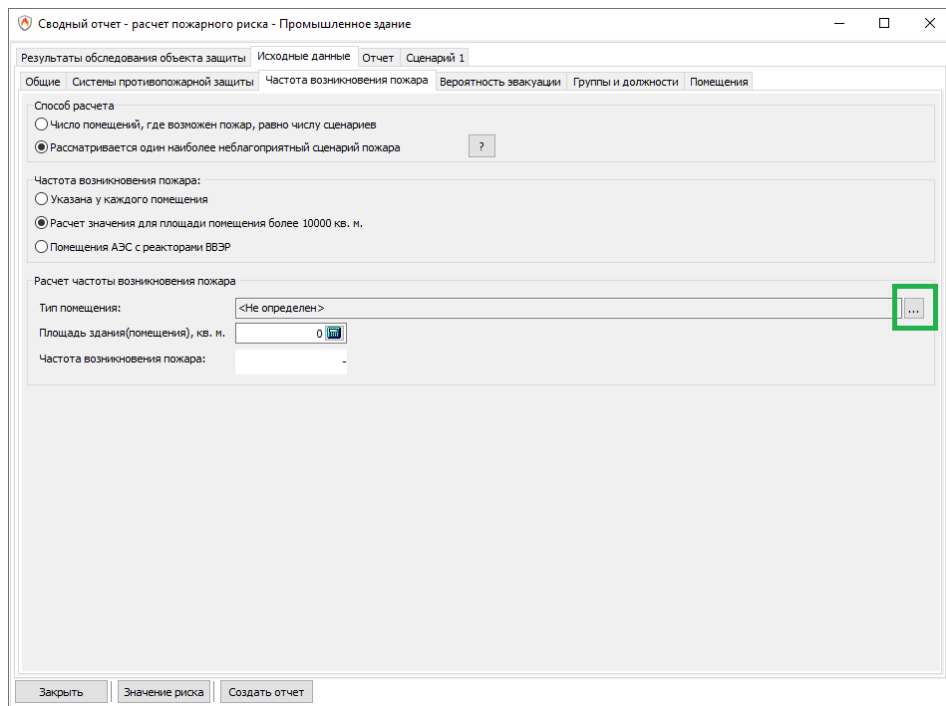 Сводный отчет - расчет пожарного риска - Промышленное здание
Результаты обследования объекта защиты Исходные данные Отчет Сценарий 1
Общие Системы противопожарной защиты Частота возникновения пожара Вероятность эвакуации Группы и должности Помещения
Способ расчета
Число помещений, где возможен пожар, равно числу сценариев
Рассматривается один наиболее неблагоприятный сценарий пожара ?
Частота возникновения пожара:
Указана у каждого помещения
Расчет значения для площади помещения более 10000 кв. м.
Помещения АЭС с реакторами ВВЭР
Расчет частоты возникновения пожара
Тип помещения: <Не определен> ...
Площадь здания(помещения), кв. м. 0
Частота возникновения пожара: -
Закрыть Значение риска Создать отчет